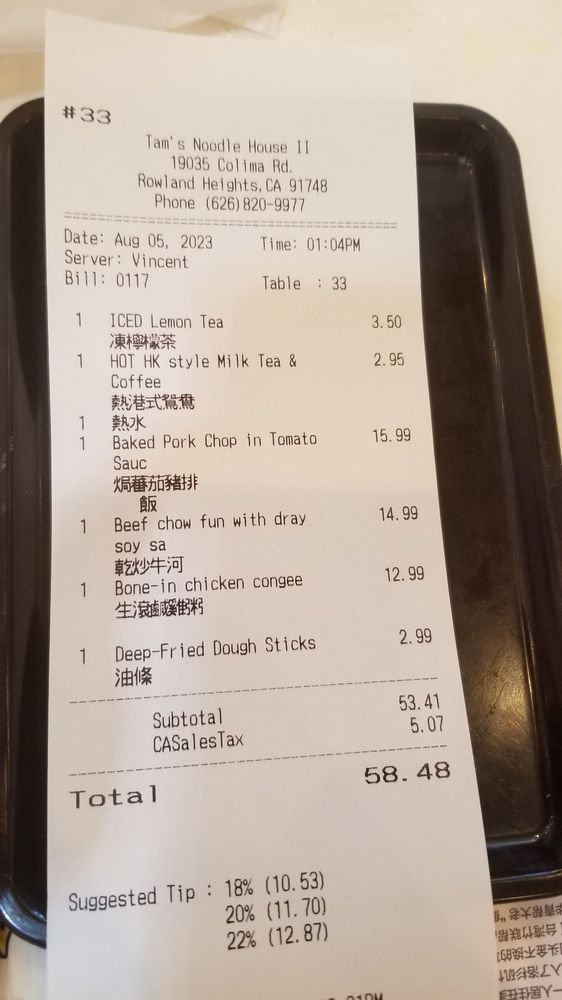 #33
Tam's Noodle House II
19035 Colima Rd.
Rowland Heights,CA 91748
Phone (626)820-9977
Date: Aug 05, 2023 Time: 01:04PM
Server: Vincent
Bill: 0117 Table : 33
1 ICED Lemon Tea 3.50
凍檸檬茶
1 HOT HK style Milk Tea & 2.95
Coffee
熱港式鴛鴦
1 熱水
1 Baked Pork Chop in Tomato 15.99
Sauc
焗蕃茄豬排
飯
1 Beef chow fun with dray 14.99
soy sa
乾炒牛河
1 Bone-in chicken congee 12.99
生滾鹹雞粥
1 Deep-Fried Dough Sticks 2.99
油條
Subtotal 53.41
CASalesTax 5.07
Total 58.48
Suggested Tip : 18% (10.53)
20% (11.70)
22% (12.87)